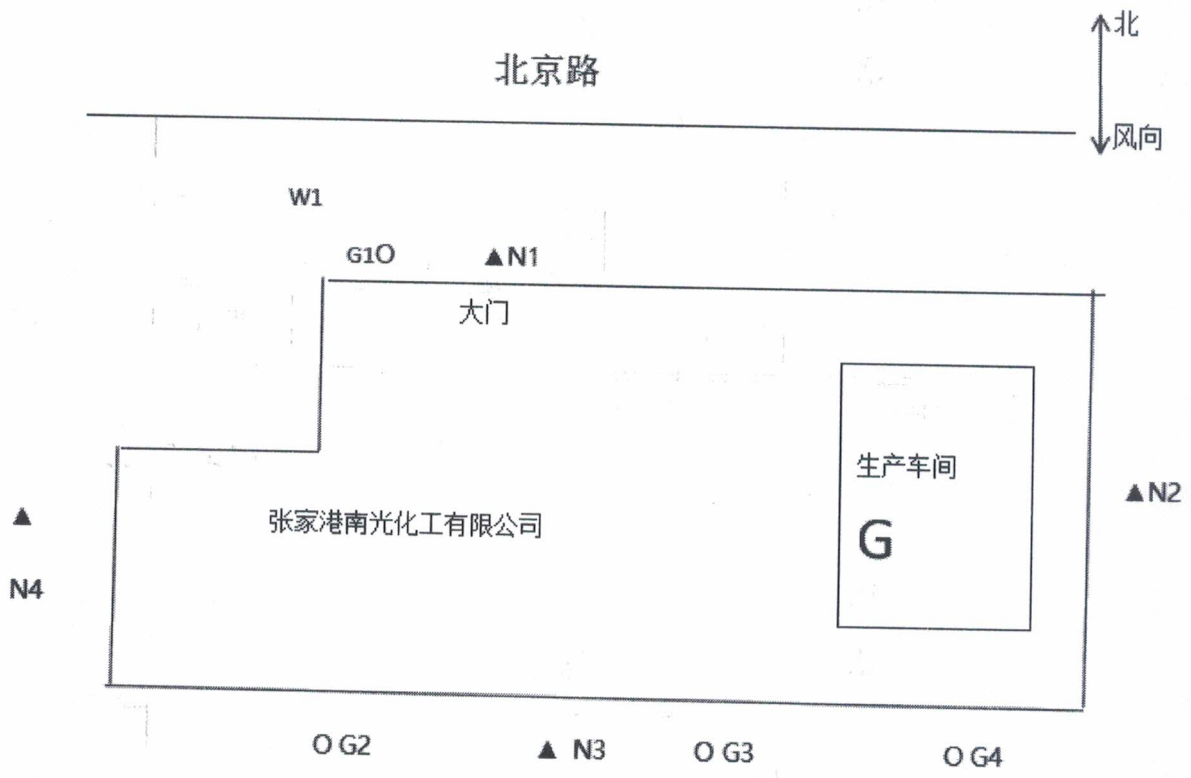 北
北京路
风向
W1
G1O
▲N1
大门
生产车间
▲N2
张家港南光化工有限公司
▲
G
N4
O G2
▲ N3
O G3
O G4